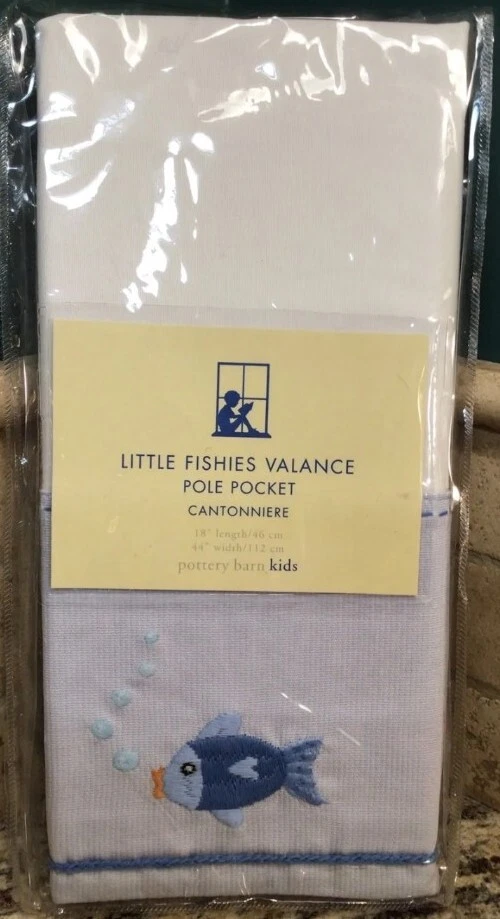 LITTLE FISHIES VALANCE
POLE POCKET
CANTONNIERE
18" length/46 cm
44" width/112 cm
pottery barn kids